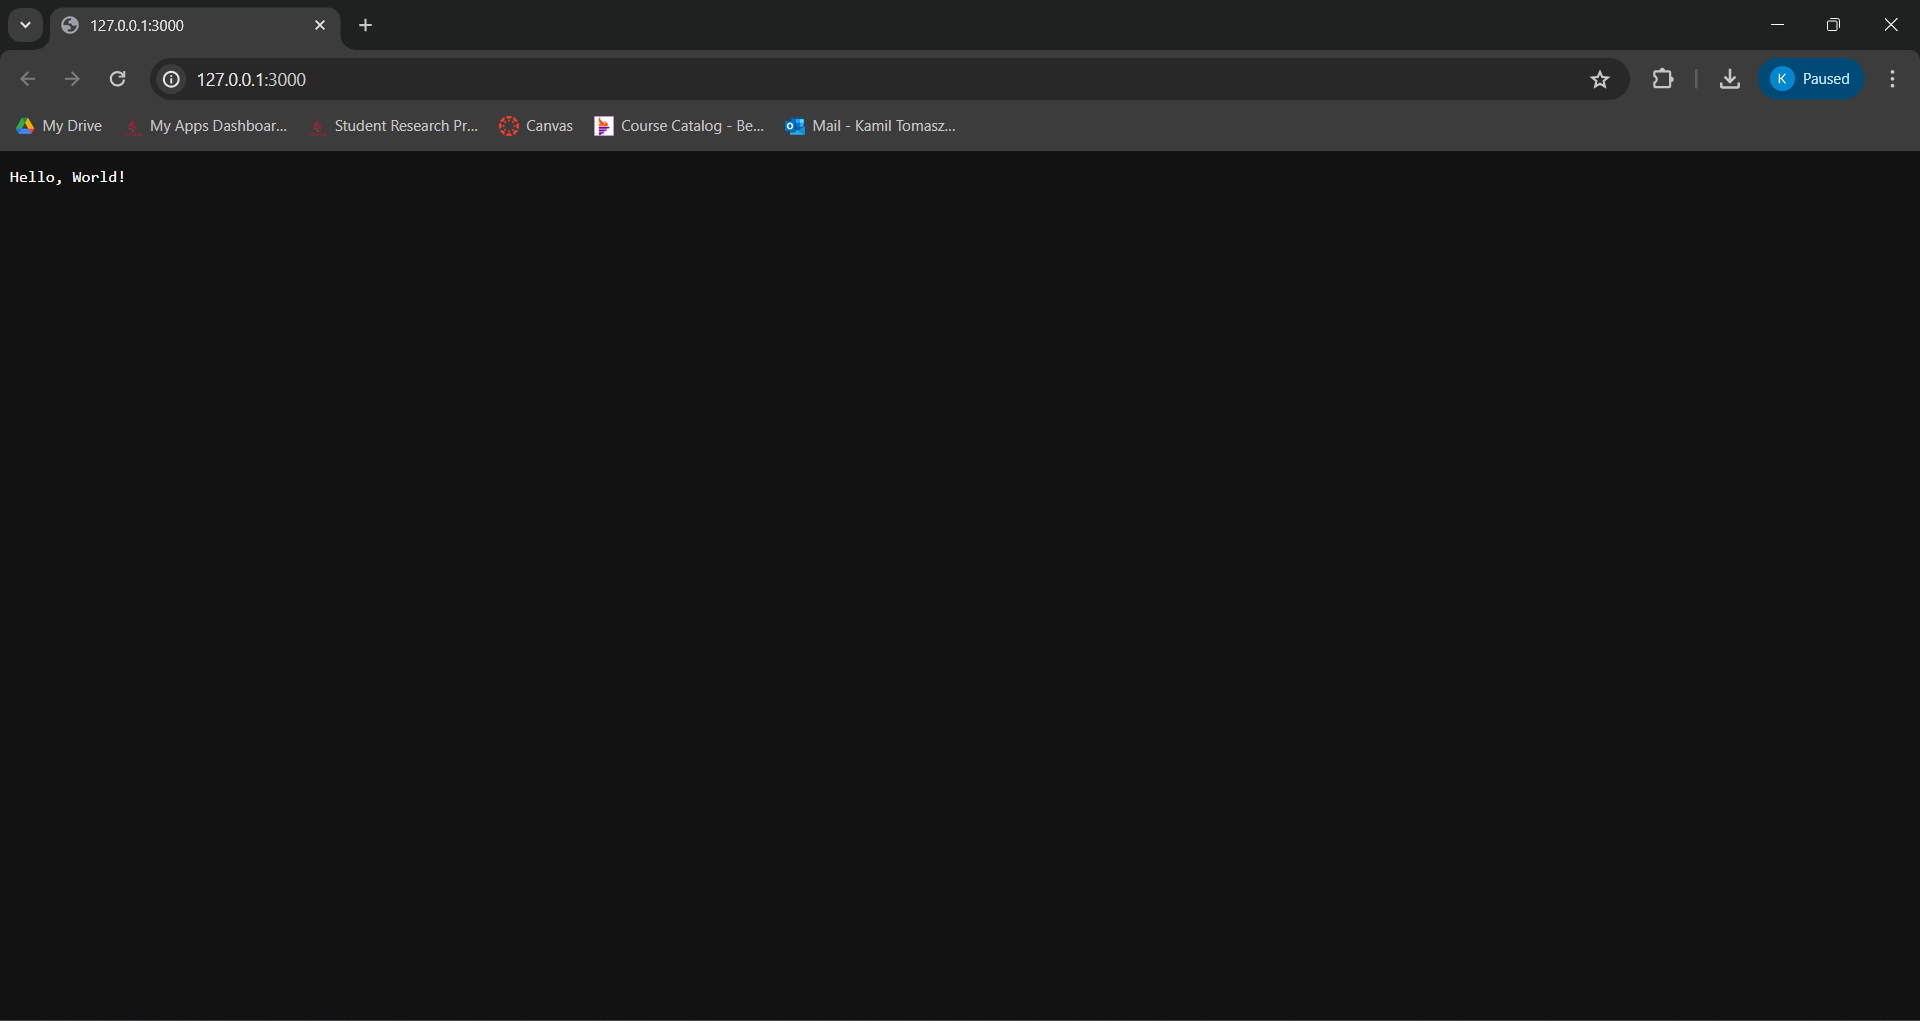 127.0.0.1:3000
127.0.0.1:3000
K Paused
My Drive
My Apps Dashboar...
Student Research Pr...
Canvas
Course Catalog - Be...
Mail - Kamil Tomasz...
Hello, World!